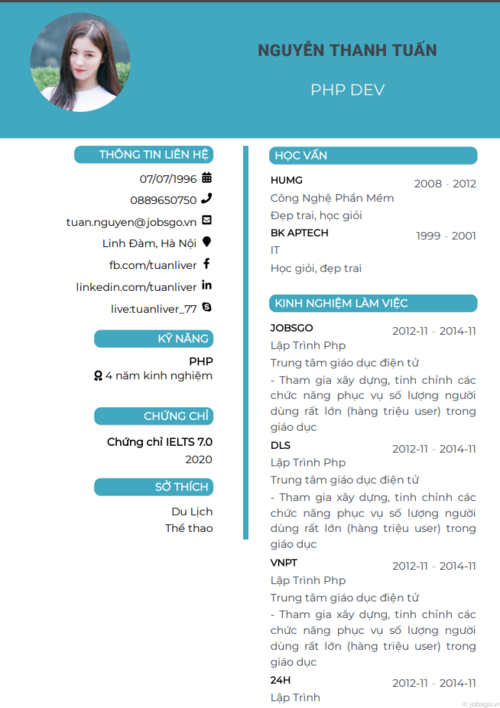 NGUYỄN THANH TUẤN
PHP DEV
THÔNG TIN LIÊN HỆ
07/07/1996
0889650750
tuan.nguyen@jobsgo.vn
Linh Đàm, Hà Nội
fb.com/tuanliver
linkedin.com/tuanliver
live:tuanliver_77
KỸ NĂNG
PHP
4 năm kinh nghiệm
CHỨNG CHỈ
Chứng chỉ IELTS 7.0
2020
SỞ THÍCH
Du Lịch
Thể thao
HỌC VẤN
HUMG 2008 - 2012
Công Nghệ Phần Mềm
Đẹp trai, học giỏi
BK APTECH 1999 - 2001
IT
Học giỏi, đẹp trai
KINH NGHIỆM LÀM VIỆC
JOBSGO 2012-11 - 2014-11
Lập Trình Php
Trung tâm giáo dục điện tử
- Tham gia xây dựng, tinh chỉnh các
chức năng phục vụ số lượng người
dùng rất lớn (hàng triệu user) trong
giáo dục
DLS 2012-11 - 2014-11
Lập Trình Php
Trung tâm giáo dục điện tử
- Tham gia xây dựng, tinh chỉnh các
chức năng phục vụ số lượng người
dùng rất lớn (hàng triệu user) trong
giáo dục
VNPT 2012-11 - 2014-11
Lập Trình Php
Trung tâm giáo dục điện tử
- Tham gia xây dựng, tinh chỉnh các
chức năng phục vụ số lượng người
dùng rất lớn (hàng triệu user) trong
giáo dục
24H 2012-11 - 2014-11
Lập Trình
© jobsgo.vn